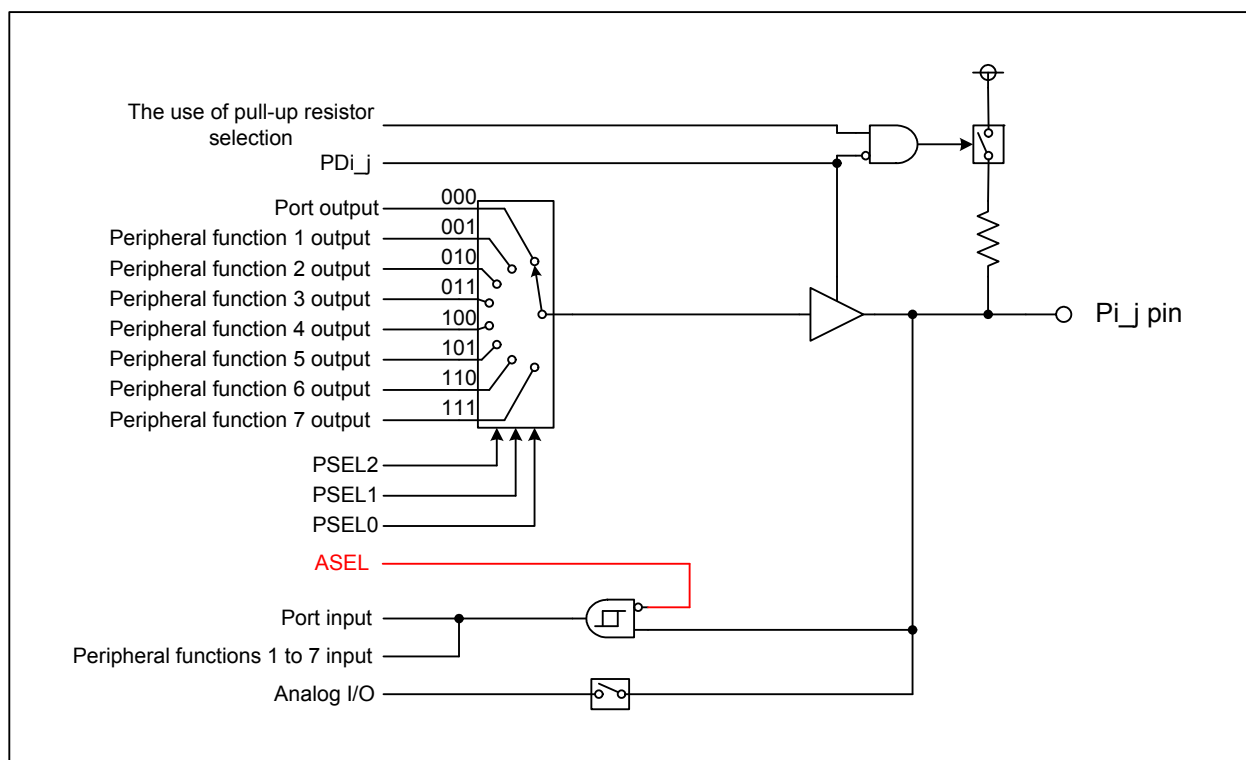 The use of pull-up resistor
selection
PDi_j
Port output 000
Peripheral function 1 output 001
Peripheral function 2 output 010
Peripheral function 3 output 011
Peripheral function 4 output 100
Peripheral function 5 output 101
Peripheral function 6 output 110
Peripheral function 7 output 111
Pi_j pin
PSEL2
PSEL1
PSEL0
ASEL
Port input
Peripheral functions 1 to 7 input
Analog I/O